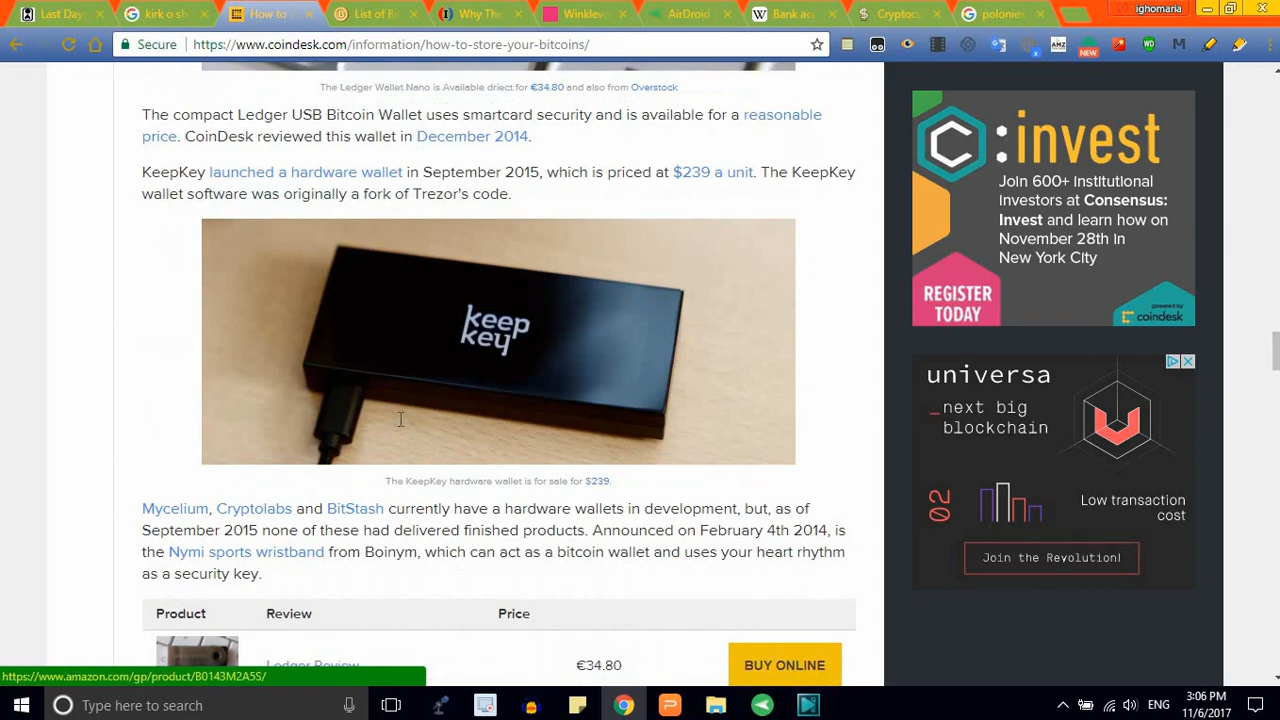 Last Day
kirk o sh
How to
List of Bi
Why The
Winklev
AirDroid
Bank ac
Cryptocu
polonie
ighomaria
Secure
https://www.coindesk.com/information/how-to-store-your-bitcoins/
The Ledger Wallet Nano is Available driect for €34.80 and also from Overstock
The compact Ledger USB Bitcoin Wallet uses smartcard security and is available for a reasonable
price. CoinDesk reviewed this wallet in December 2014.
KeepKey launched a hardware wallet in September 2015, which is priced at $239 a unit. The KeepKey
wallet software was originally a fork of Trezor's code.
keep
key
The KeepKey hardware wallet is for sale for $239.
Mycelium, Cryptolabs and BitStash currently have a hardware wallets in development, but, as of
September 2015 none of these had delivered finished products. Announced on February 4th 2014, is
the Nymi sports wristband from Boinym, which can act as a bitcoin wallet and uses your heart rhythm
as a security key.
Product Review Price
Ledger Review €34.80 BUY ONLINE
C:invest
Join 600+ Institutional
Investors at Consensus:
Invest and learn how on
November 28th in
New York City
REGISTER
TODAY
powered by
coindesk
universa
_next big
blockchain
02
Low transaction
cost
Join the Revolution!
https://www.amazon.com/gp/product/B0143M2A5S/
Type here to search
ENG
3:06 PM
11/6/2017